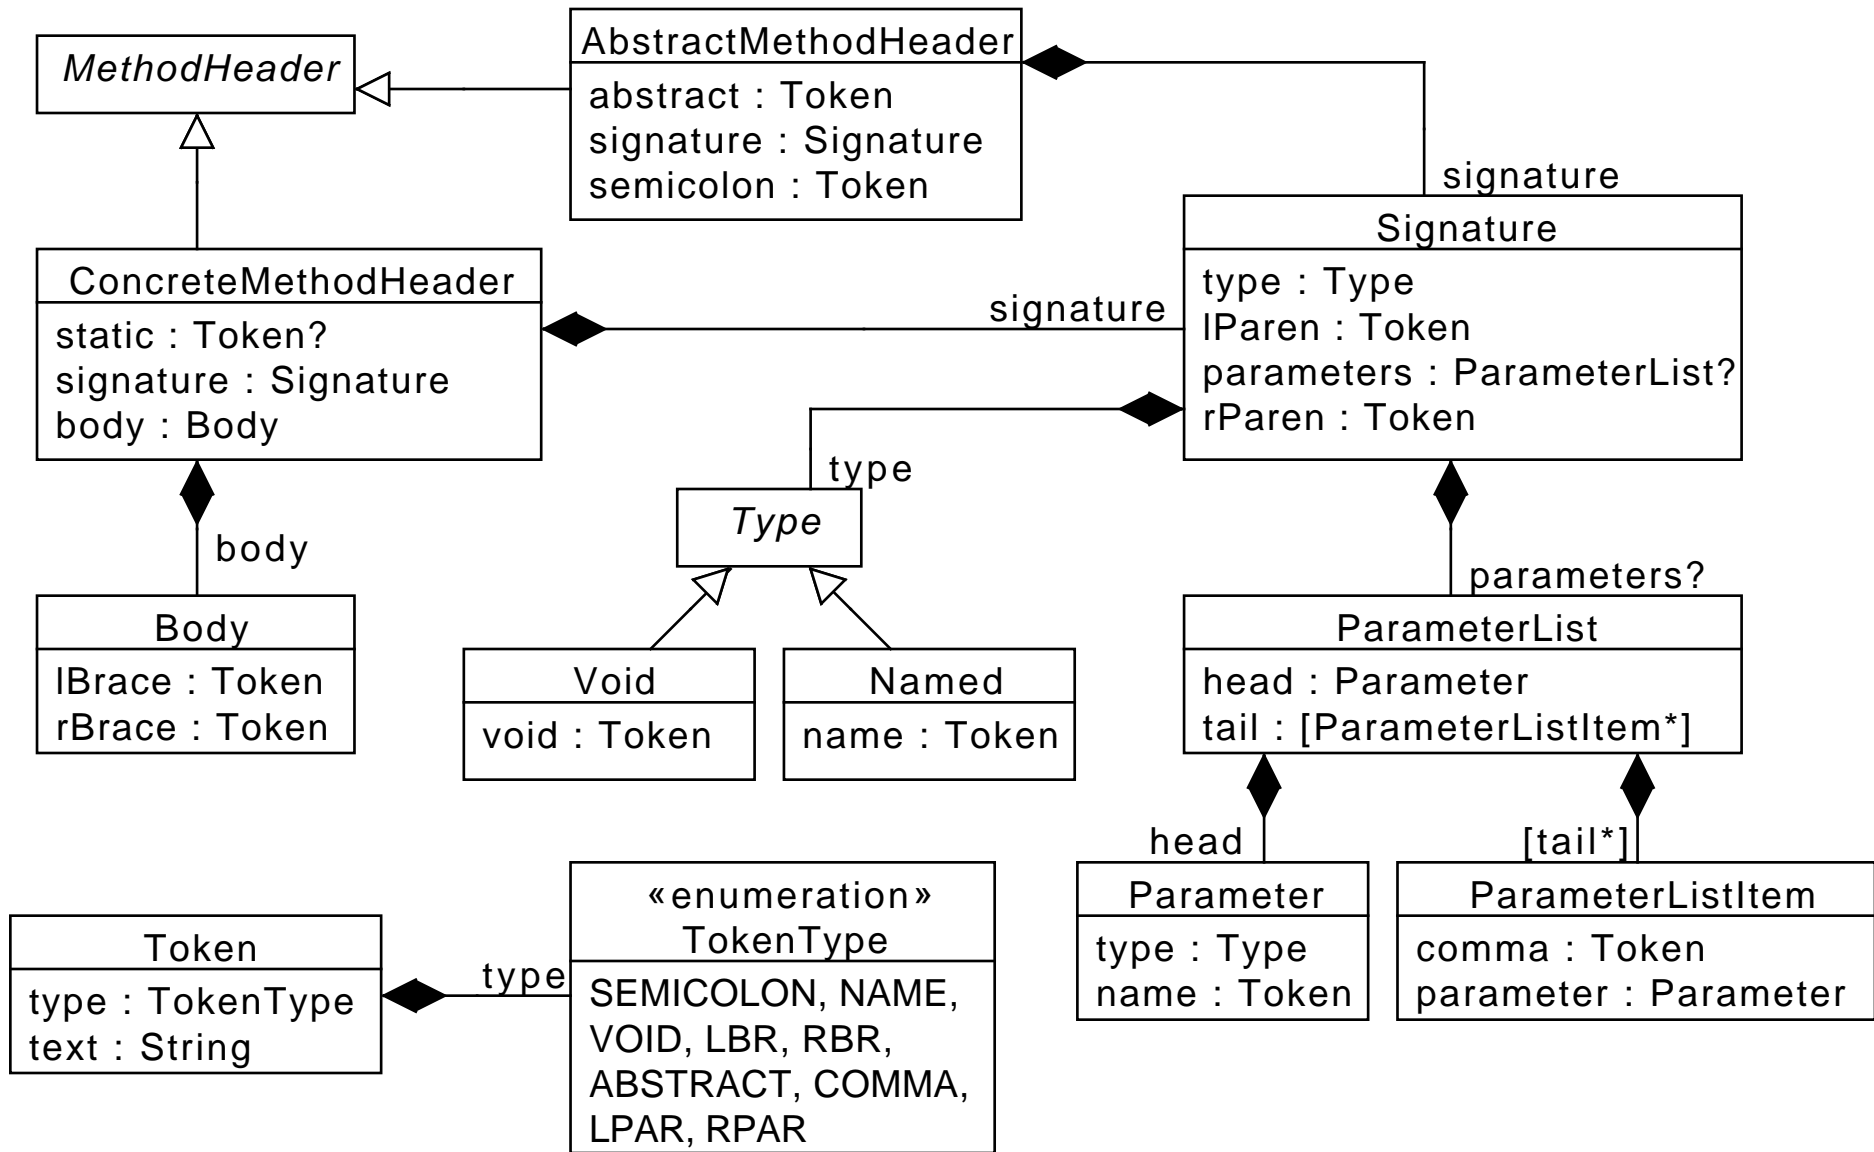 MethodHeader
AbstractMethodHeader
abstract : Token
signature : Signature
semicolon : Token
signature
Signature
type : Type
lParen : Token
parameters : ParameterList?
rParen : Token
ConcreteMethodHeader
static : Token?
signature : Signature
body : Body
signature
type
body
Type
parameters?
Body
lBrace : Token
rBrace : Token
Void
void : Token
Named
name : Token
ParameterList
head : Parameter
tail : [ParameterListItem*]
head
[tail*]
Parameter
type : Type
name : Token
ParameterListItem
comma : Token
parameter : Parameter
Token
type : TokenType
text : String
type
«enumeration»
TokenType
SEMICOLON, NAME,
VOID, LBR, RBR,
ABSTRACT, COMMA,
LPAR, RPAR